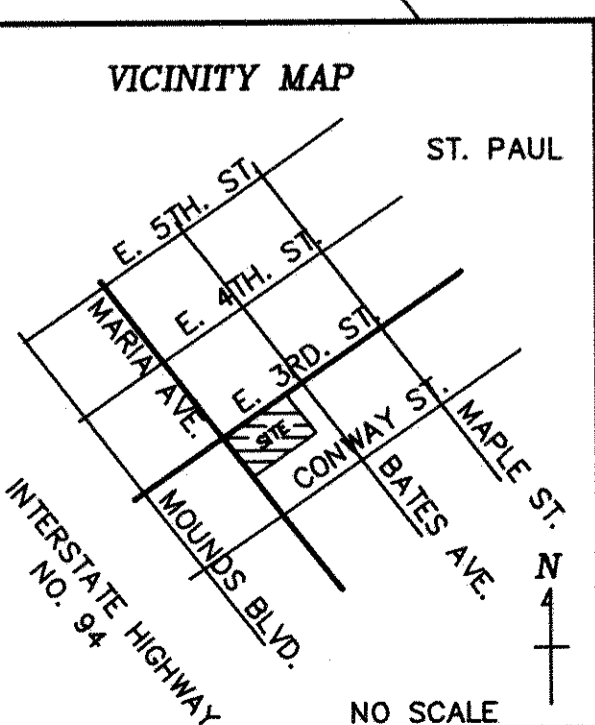 VICINITY MAP
ST. PAUL
E. 5TH. ST.
E. 4TH. ST.
MARIA AVE.
E. 3RD. ST.
SITE
CONWAY ST.
MAPLE ST.
BATES AVE.
MOUNDS BLVD.
INTERSTATE HIGHWAY
NO. 94
N
NO SCALE